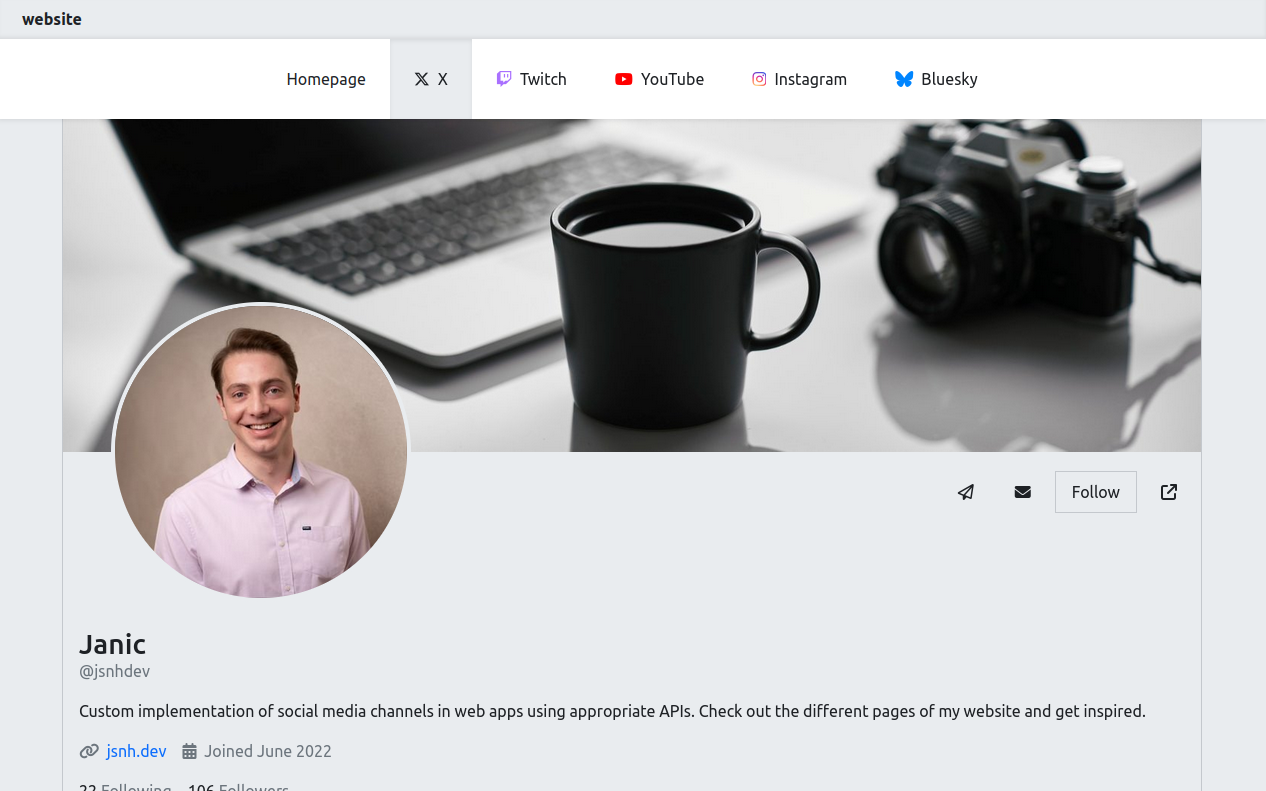 website
Homepage
X
Twitch
YouTube
Instagram
Bluesky
Follow
Janic
@jsnhdev
Custom implementation of social media channels in web apps using appropriate APIs. Check out the different pages of my website and get inspired.
jsnh.dev Joined June 2022
22 Following 106 Followers